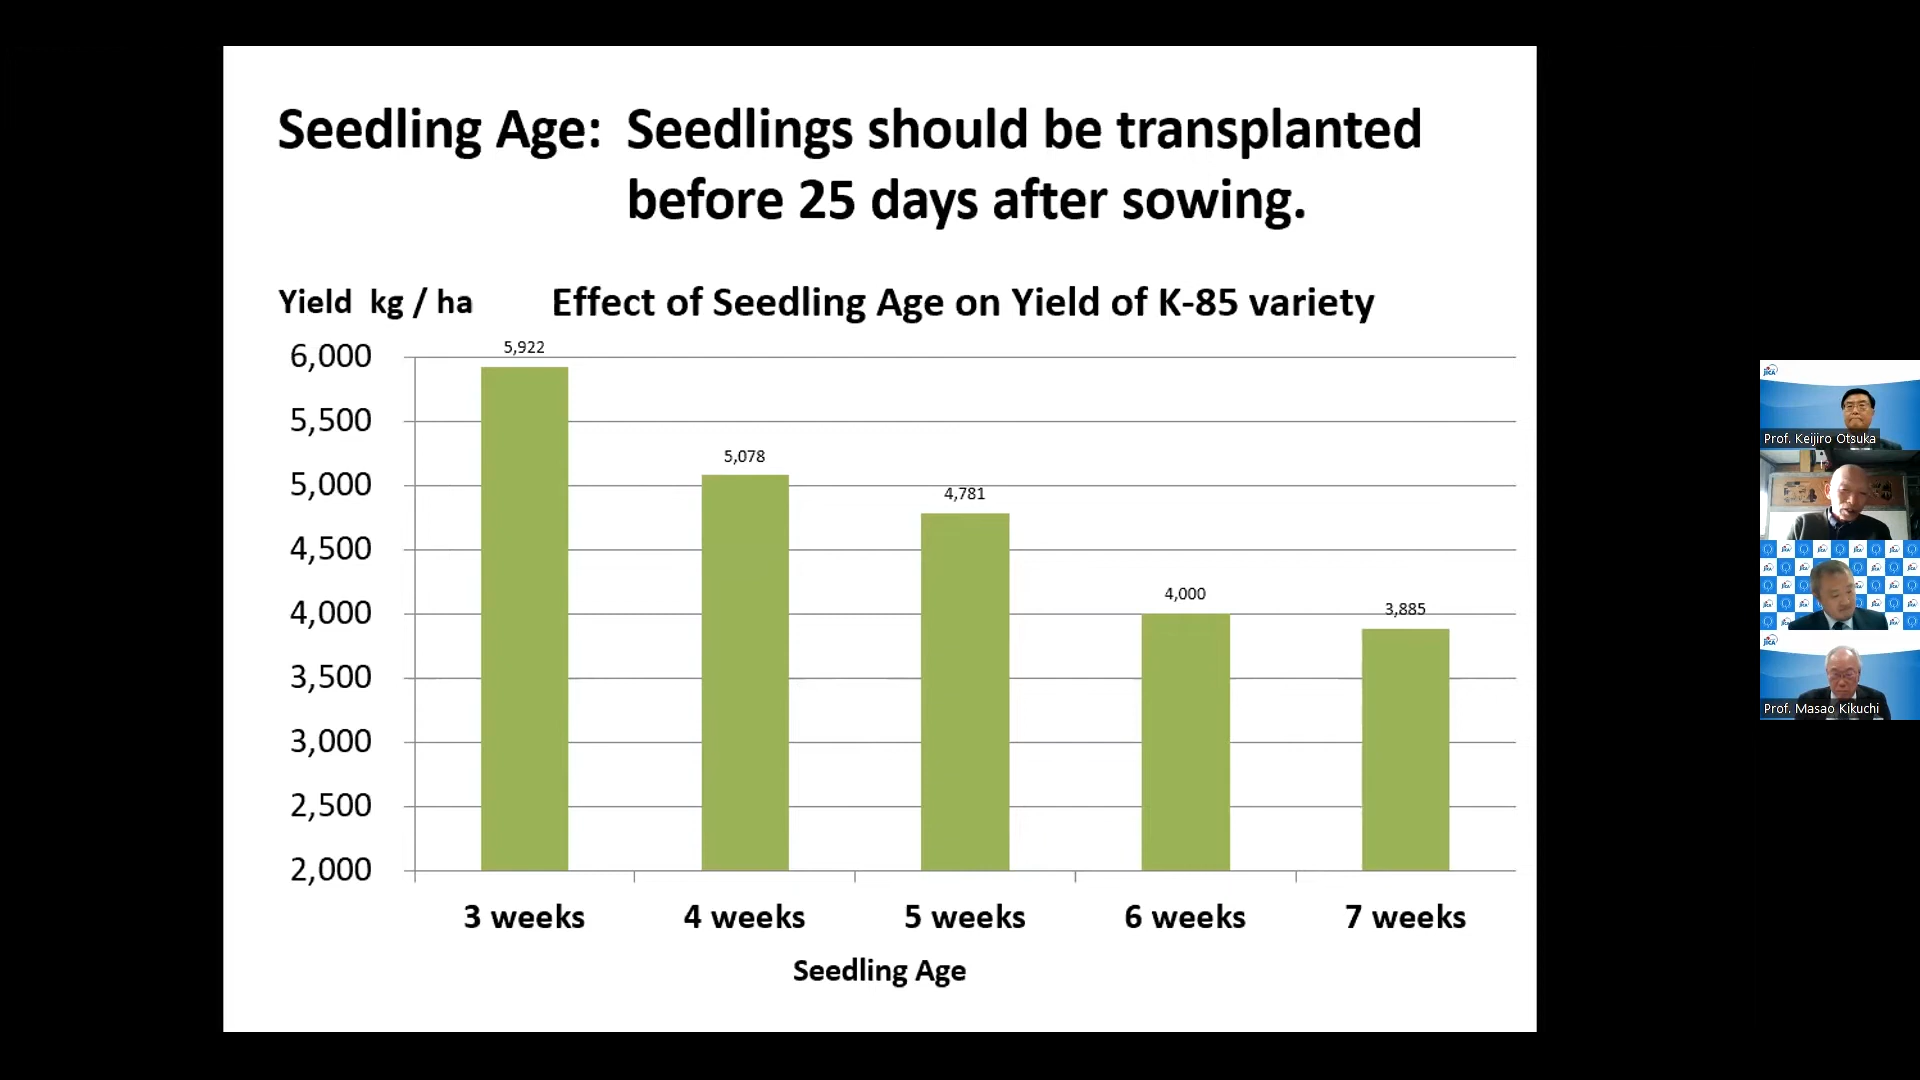 Seedling Age: Seedlings should be transplanted
before 25 days after sowing.
Yield kg / ha
Effect of Seedling Age on Yield of K-85 variety
6,000
5,500
5,000
4,500
4,000
3,500
3,000
2,500
2,000
5,922
5,078
4,781
4,000
3,885
3 weeks
4 weeks
5 weeks
6 weeks
7 weeks
Seedling Age
JICA
Prof. Keijiro Otsuka
JICA
Prof. Masao Kikuchi